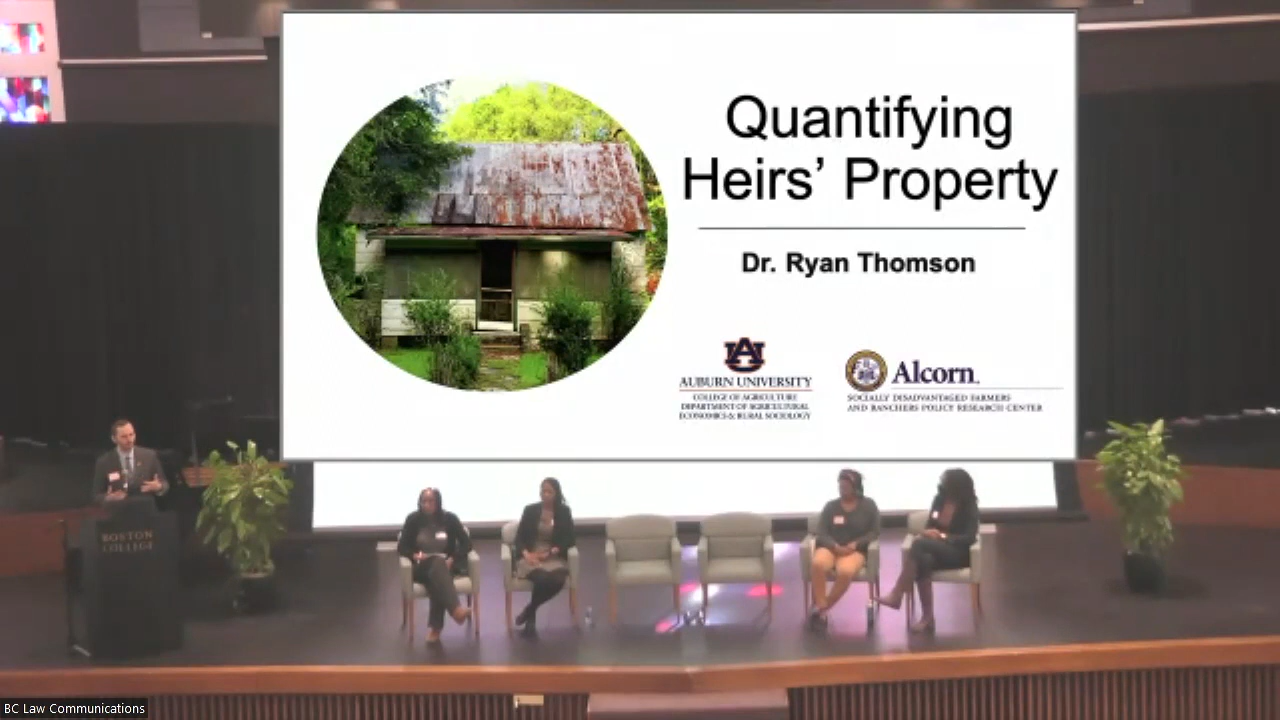 Quantifying
Heirs’ Property
Dr. Ryan Thomson
AUBURN UNIVERSITY
COLLEGE OF AGRICULTURE
DEPARTMENT OF AGRICULTURAL
ECONOMICS & RURAL SOCIOLOGY
Alcorn
SOCIALLY DISADVANTAGED FARMERS
AND RANCHERS POLICY RESEARCH CENTER
BOSTON
COLLEGE
BC Law Communications